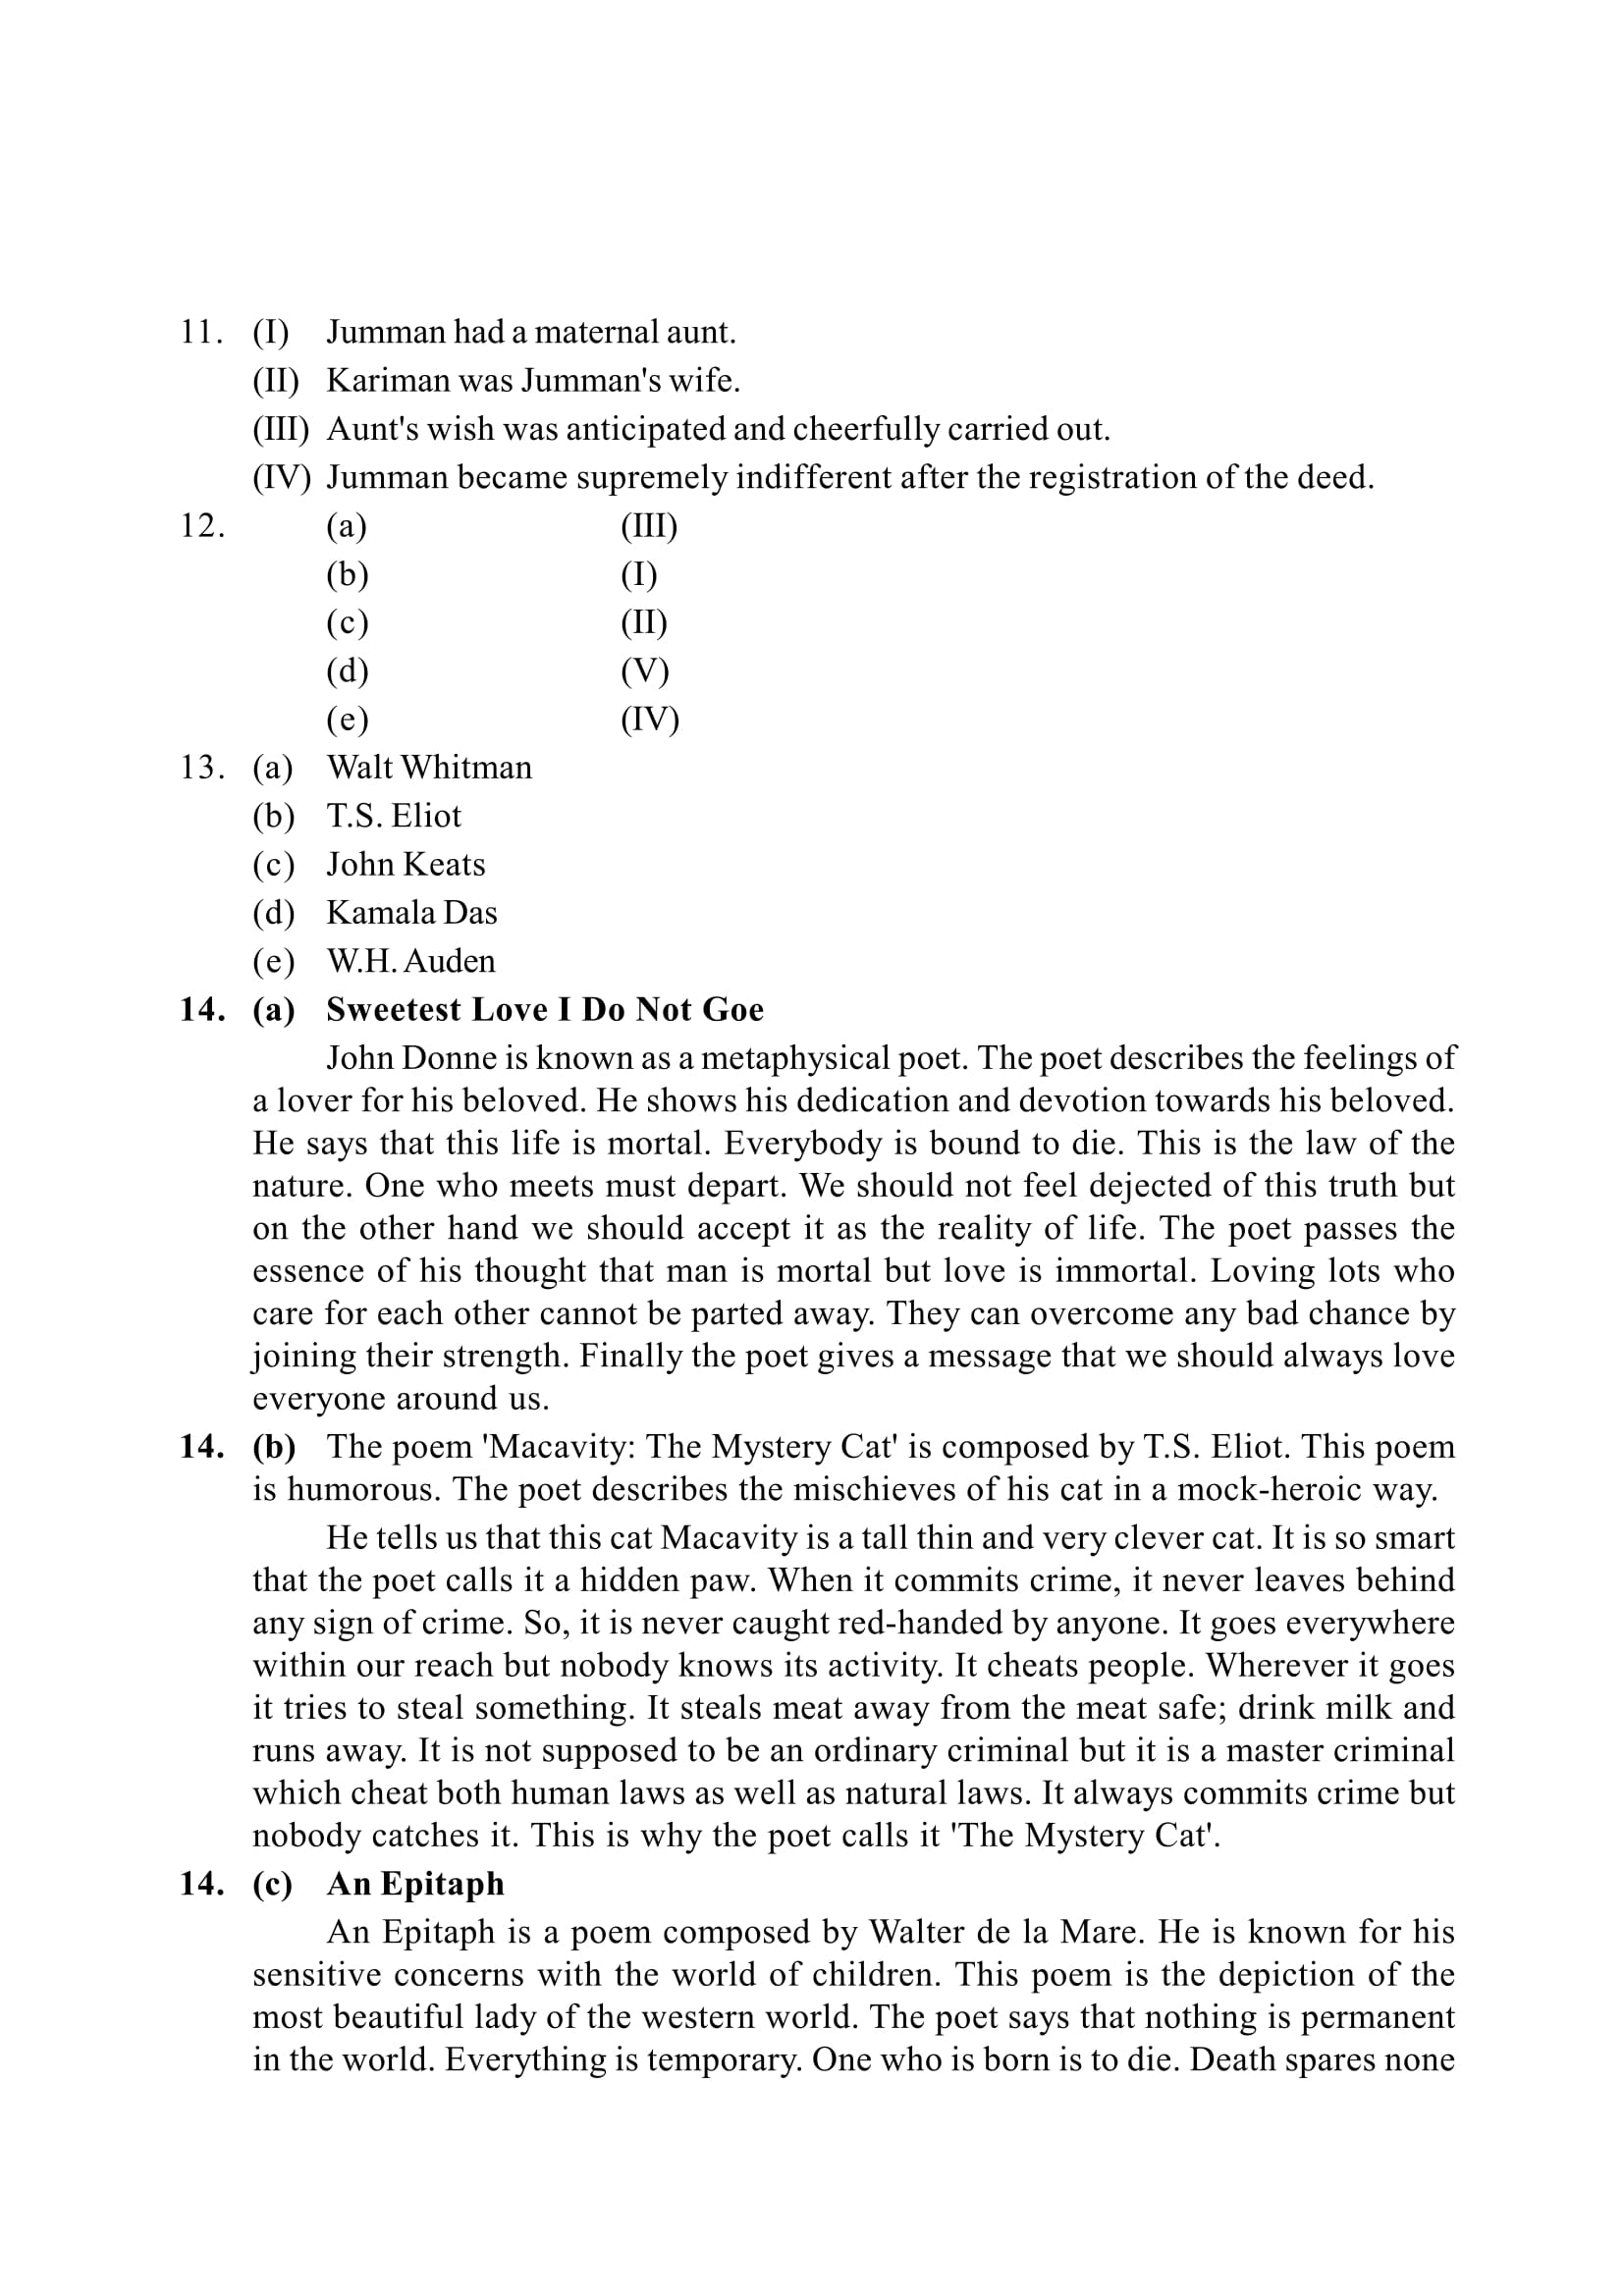 11. (I) Jumman had a maternal aunt.
(II) Kariman was Jumman's wife.
(III) Aunt's wish was anticipated and cheerfully carried out.
(IV) Jumman became supremely indifferent after the registration of the deed.
12. (a) (III)
(b) (I)
(c) (II)
(d) (V)
(e) (IV)
13. (a) Walt Whitman
(b) T.S. Eliot
(c) John Keats
(d) Kamala Das
(e) W.H. Auden
14. (a) Sweetest Love I Do Not Goe
John Donne is known as a metaphysical poet. The poet describes the feelings of
a lover for his beloved. He shows his dedication and devotion towards his beloved.
He says that this life is mortal. Everybody is bound to die. This is the law of the
nature. One who meets must depart. We should not feel dejected of this truth but
on the other hand we should accept it as the reality of life. The poet passes the
essence of his thought that man is mortal but love is immortal. Loving lots who
care for each other cannot be parted away. They can overcome any bad chance by
joining their strength. Finally the poet gives a message that we should always love
everyone around us.
14. (b) The poem 'Macavity: The Mystery Cat' is composed by T.S. Eliot. This poem
is humorous. The poet describes the mischieves of his cat in a mock-heroic way.
He tells us that this cat Macavity is a tall thin and very clever cat. It is so smart
that the poet calls it a hidden paw. When it commits crime, it never leaves behind
any sign of crime. So, it is never caught red-handed by anyone. It goes everywhere
within our reach but nobody knows its activity. It cheats people. Wherever it goes
it tries to steal something. It steals meat away from the meat safe; drink milk and
runs away. It is not supposed to be an ordinary criminal but it is a master criminal
which cheat both human laws as well as natural laws. It always commits crime but
nobody catches it. This is why the poet calls it 'The Mystery Cat'.
14. (c) An Epitaph
An Epitaph is a poem composed by Walter de la Mare. He is known for his
sensitive concerns with the world of children. This poem is the depiction of the
most beautiful lady of the western world. The poet says that nothing is permanent
in the world. Everything is temporary. One who is born is to die. Death spares none